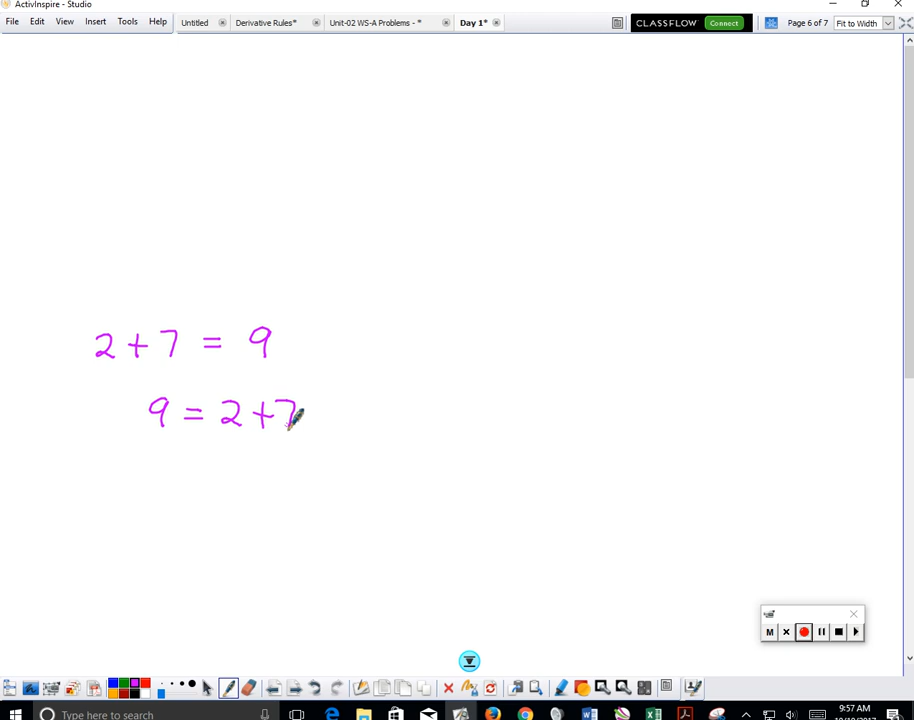 ActivInspire - Studio
File Edit View Insert Tools Help Untitled Derivative Rules* Unit-02 WS-A Problems - * Day 1* CLASSFLOW Connect Page 6 of 7 Fit to Width
2 + 7 = 9
9 = 2 + 7
M
Type here to search
9:57 AM